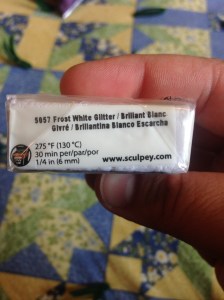 5057 Frost White Glitter / Brillant Blanc
Givré / Brillantina Blanco Escarcha
275 °F (130 °C)
30 min per/par/por
1/4 in (6 mm)
www.sculpey.com